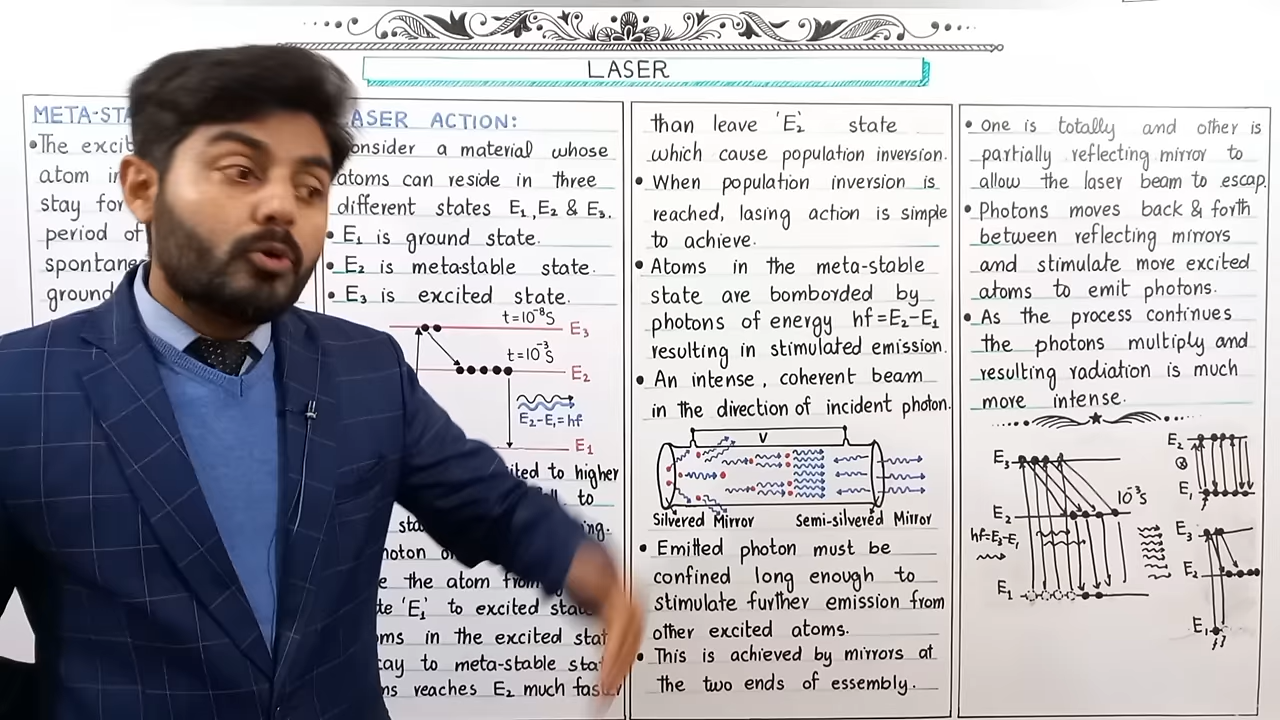 LASER
META-STA
• The excit
atom in
stay for
period of
spontane
ground
ASER ACTION:
onsider a material whose
atoms can reside in three
different states E₁, E₂ & E₃.
• E₁ is ground state.
• E₂ is metastable state.
• E₃ is excited state.
t=10⁻⁸s
E₃
t=10⁻³s
E₂
E₂-E₁=hf
E₁
ited to higher
to
sta ing.
hoton
e the atom from
te 'E₁' to excited state
oms in the excited stat
cay to meta-stable stat
ms reaches E₂ much faster
than leave 'E₂' state
which cause population inversion.
• When population inversion is
reached, lasing action is simple
to achieve.
• Atoms in the meta-stable
state are bomborded by
photons of energy hf=E₂-E₁
resulting in stimulated emission.
• An intense, coherent beam
in the direction of incident photon.
V
Silvered Mirror Semi-silvered Mirror
• Emitted photon must be
confined long enough to
stimulate further emission from
other excited atoms.
• This is achieved by mirrors at
the two ends of essembly.
• One is totally and other is
partially reflecting mirror to
allow the laser beam to escap.
• Photons moves back & forth
between reflecting mirrors
and stimulate more excited
atoms to emit photons.
• As the process continues
the photons multiply and
resulting radiation is much
more intense.
E₃
10⁻³s
E₂
hf=E₃-E₁
E₁
E₂
E₁
E₃
E₂
E₁